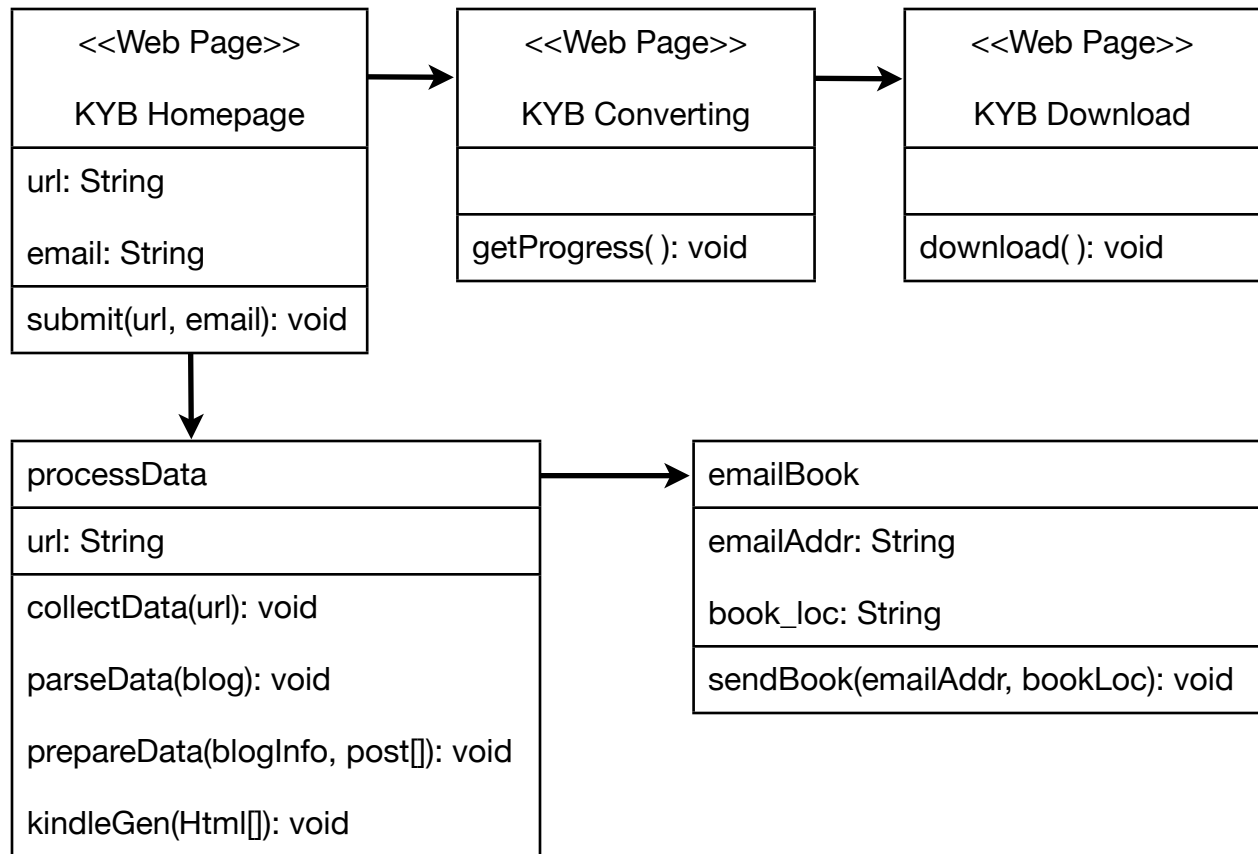 <<Web Page>>
KYB Homepage
url: String
email: String
submit(url, email): void
<<Web Page>>
KYB Converting
getProgress( ): void
<<Web Page>>
KYB Download
download( ): void
processData
url: String
collectData(url): void
parseData(blog): void
prepareData(blogInfo, post[]): void
kindleGen(Html[]): void
emailBook
emailAddr: String
book_loc: String
sendBook(emailAddr, bookLoc): void